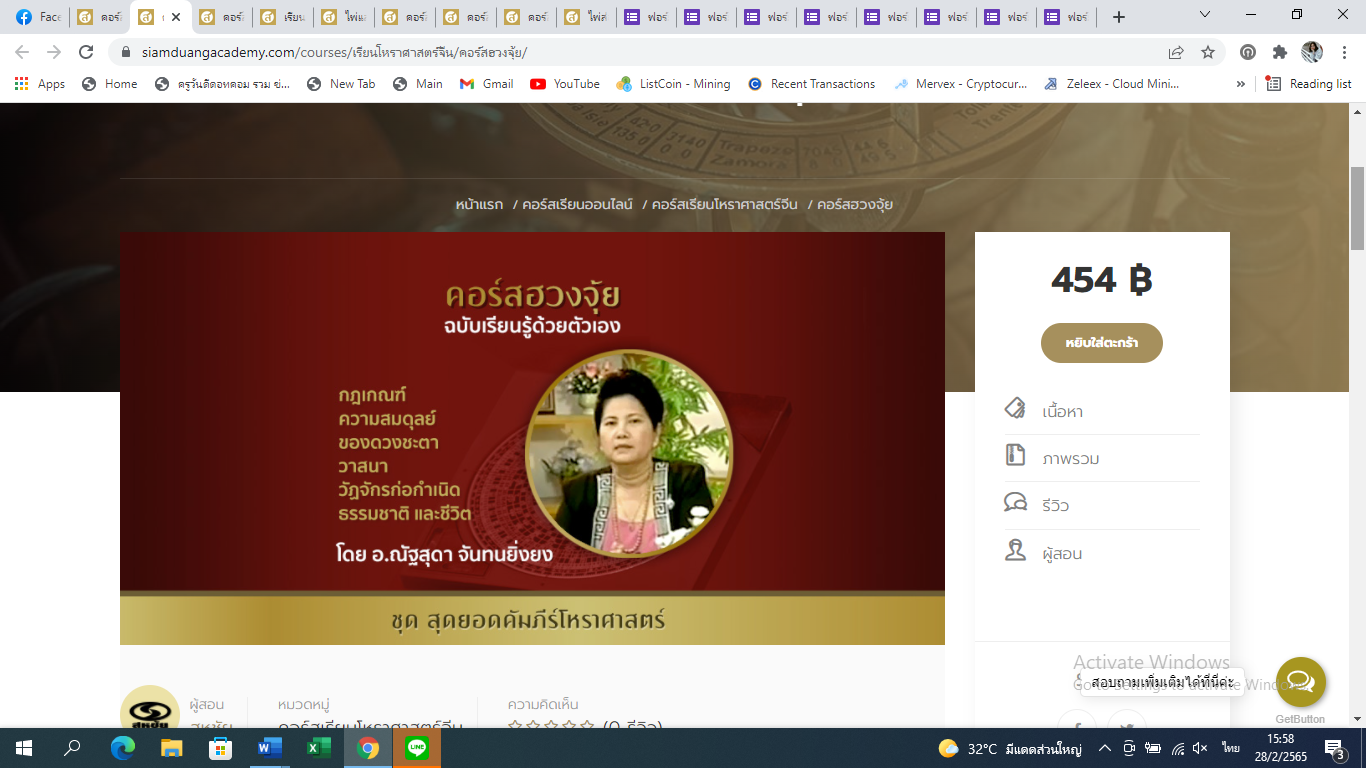 Face
ดอร์
ดอร์
เรียน
ไพ่แ
ดอร์
ดอร์
ดอร์
ไพ่ส่
ฟอร์
ฟอร์
ฟอร์
ฟอร์
ฟอร์
ฟอร์
ฟอร์
ฟอร์
siamduangacademy.com/courses/เรียนโหราศาสตร์จีน/คอร์สฮวงจุ้ย/
Apps
Home
ดรุวันดีดอทคอม รวม ข่...
New Tab
Main
Gmail
YouTube
ListCoin - Mining
Recent Transactions
Mervex - Cryptocur...
Zeleex - Cloud Mini...
»
Reading list
หน้าแรก / คอร์สเรียนออนไลน์ / คอร์สเรียนโหราศาสตร์จีน / คอร์สฮวงจุ้ย
คอร์สฮวงจุ้ย
ฉบับเรียนรู้ด้วยตัวเอง
กฎเกณฑ์
ความสมดุลย์
ของดวงชะตา
วาสนา
วัฏจักรก่อกำเนิด
ธรรมชาติ และชีวิต
โดย อ.ณัฐสุดา จันทนยิ่งยง
ชุด สุดยอดคัมภีร์โหราศาสตร์
454 ฿
หยิบใส่ตะกร้า
เนื้อหา
ภาพรวม
รีวิว
ผู้สอน
ผู้สอน
สหชัย
หมวดหมู่
คอร์สเรียนโหราศาสตร์จีน
ความคิดเห็น
(0 รีวิว)
Activate Windows
Go to Settings to activate Windows.
สอบถามเพิ่มเติมได้ที่นี่ค่ะ
GetButton
32°C มีแดดส่วนใหญ่
ไทย
15:58
28/2/2565
3